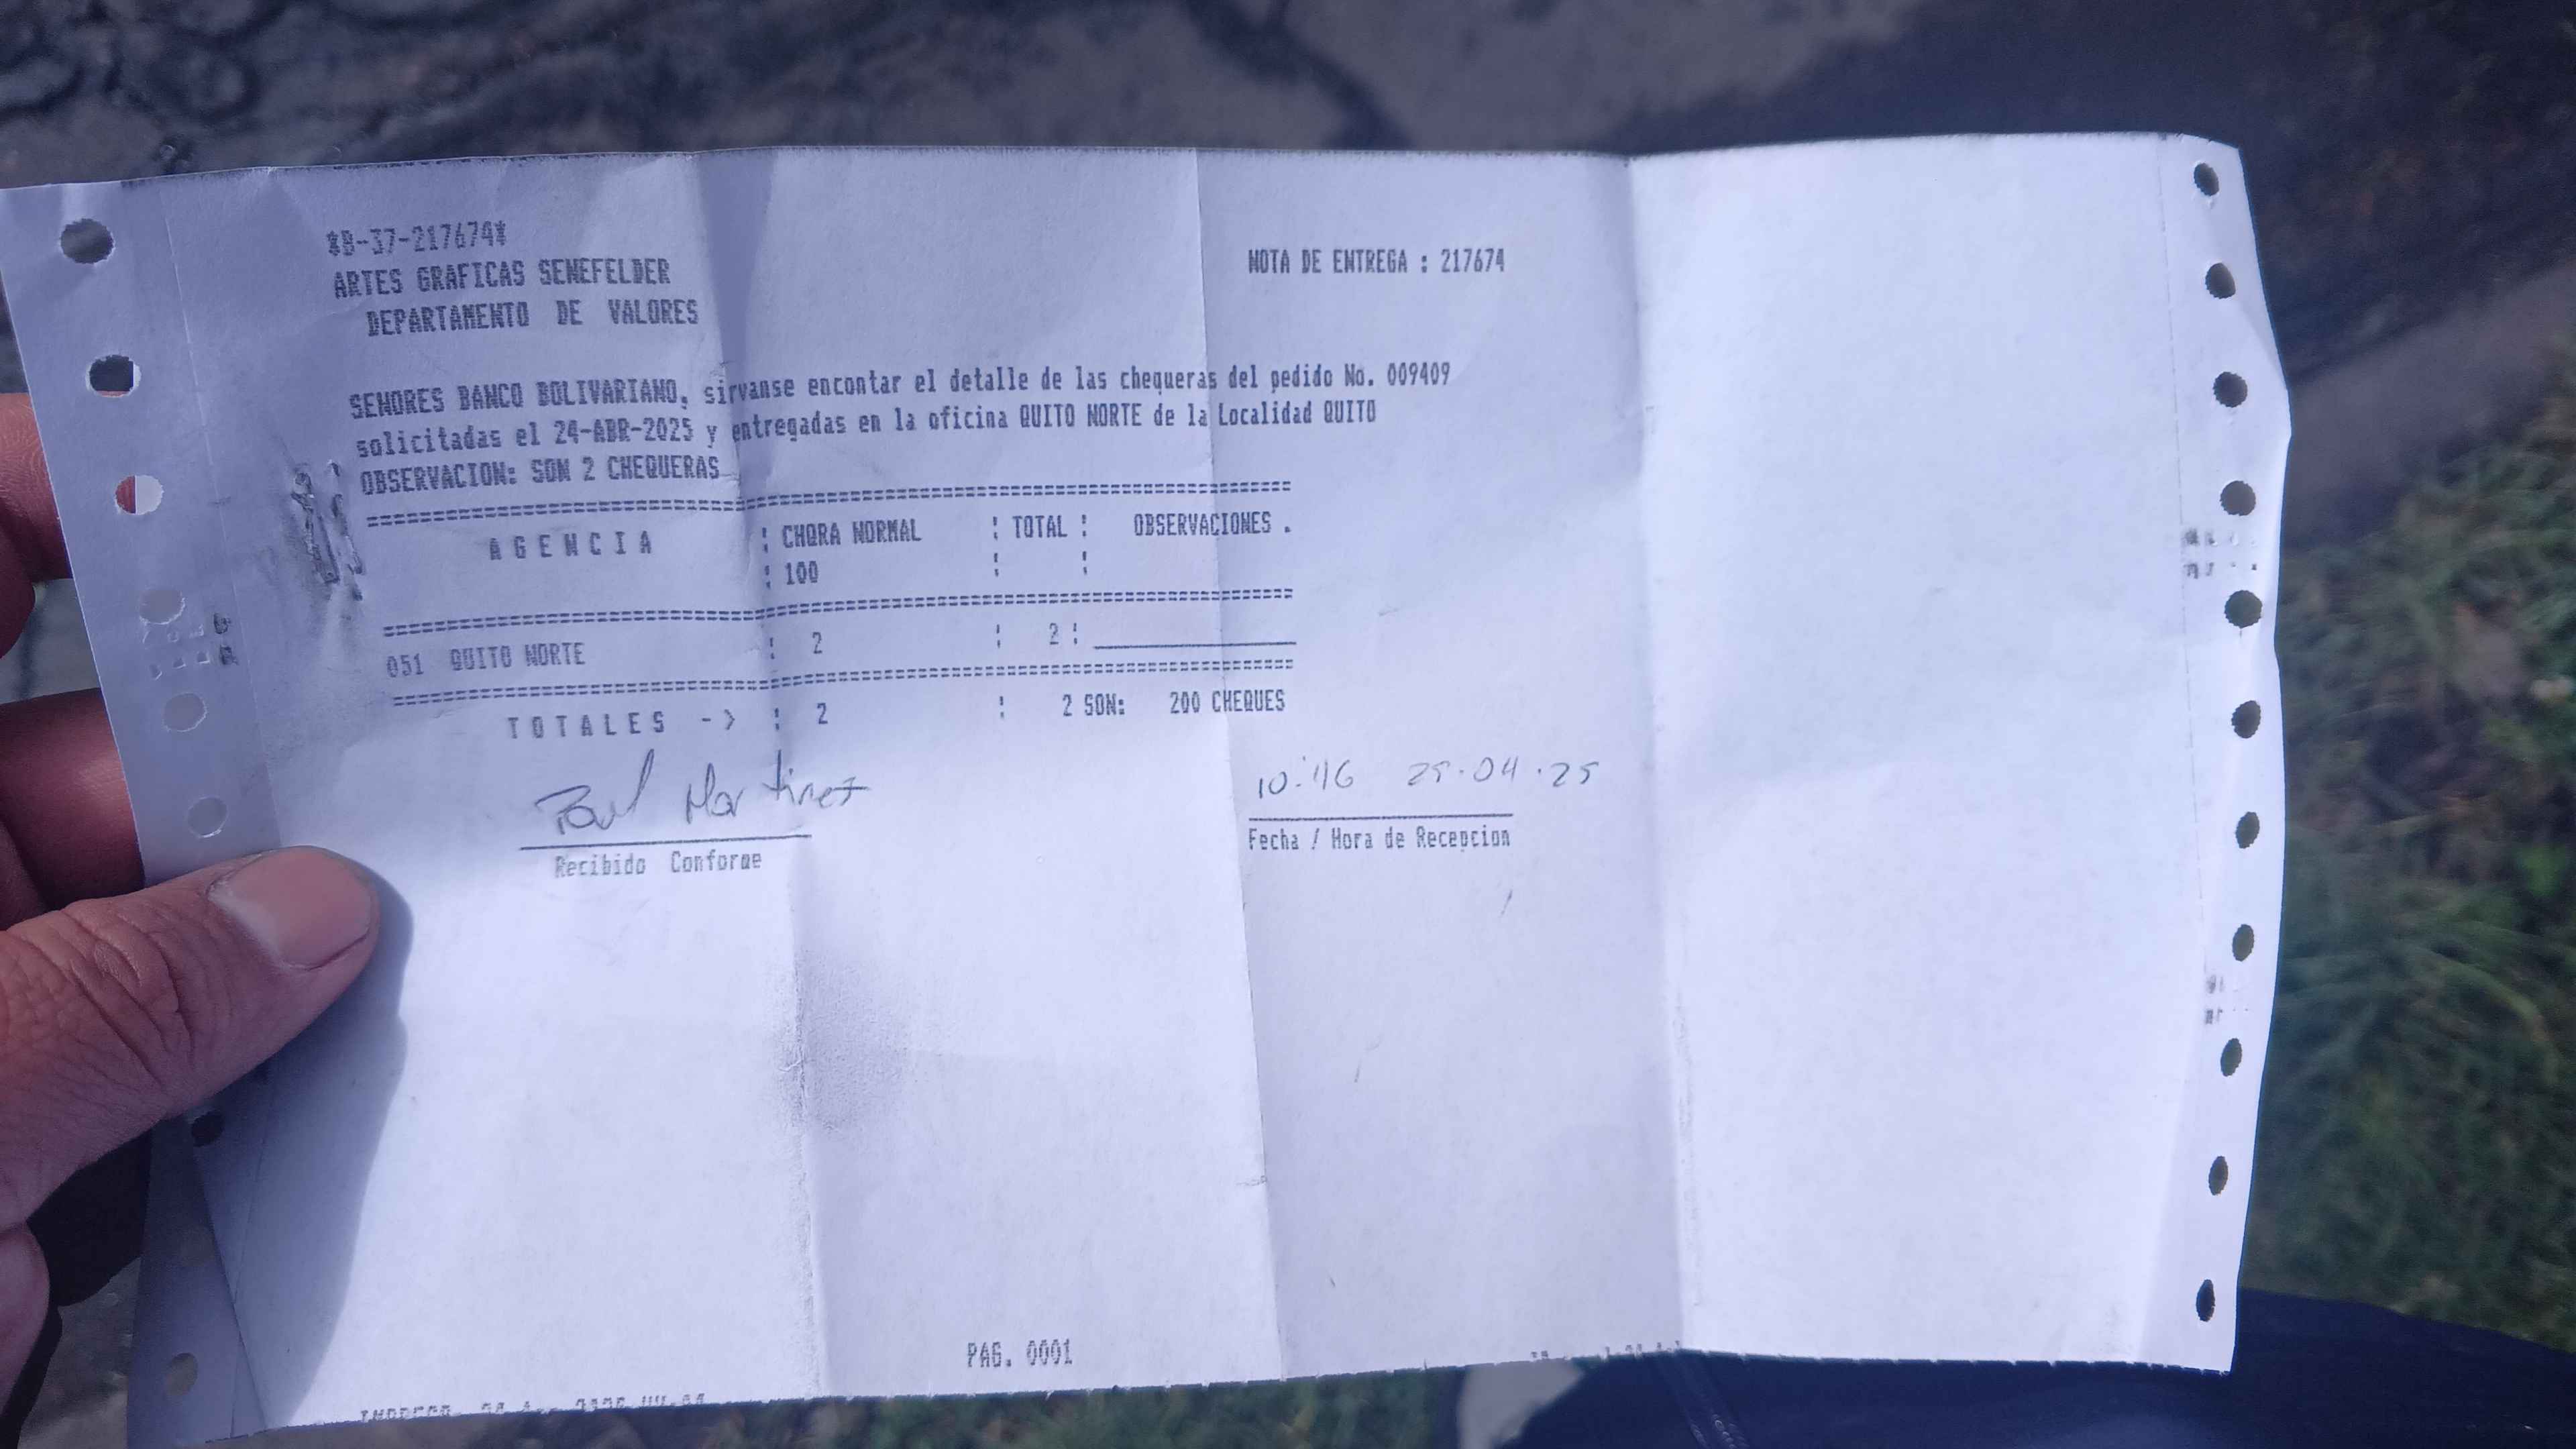 *B-37-217674*
ARTES GRAFICAS SENEFELDER
DEPARTAMENTO DE VALORES
NOTA DE ENTREGA : 217674
SENORES BANCO BOLIVARIANO, sirvanse encontar el detalle de las chequeras del pedido No. 009409
solicitadas el 24-ABR-2025 y entregadas en la oficina QUITO NORTE de la Localidad QUITO
OBSERVACION: SON 2 CHEQUERAS
A G E N C I A : CHQRA NORMAL : TOTAL : OBSERVACIONES .
: 100 : :
051 QUITO NORTE : 2 : 2 :
T O T A L E S - > : 2 : 2 SON: 200 CHEQUES
Paul Martinez
Recibido Conforme
10:46 25-04-25
Fecha / Hora de Recepcion
PAG. 0001